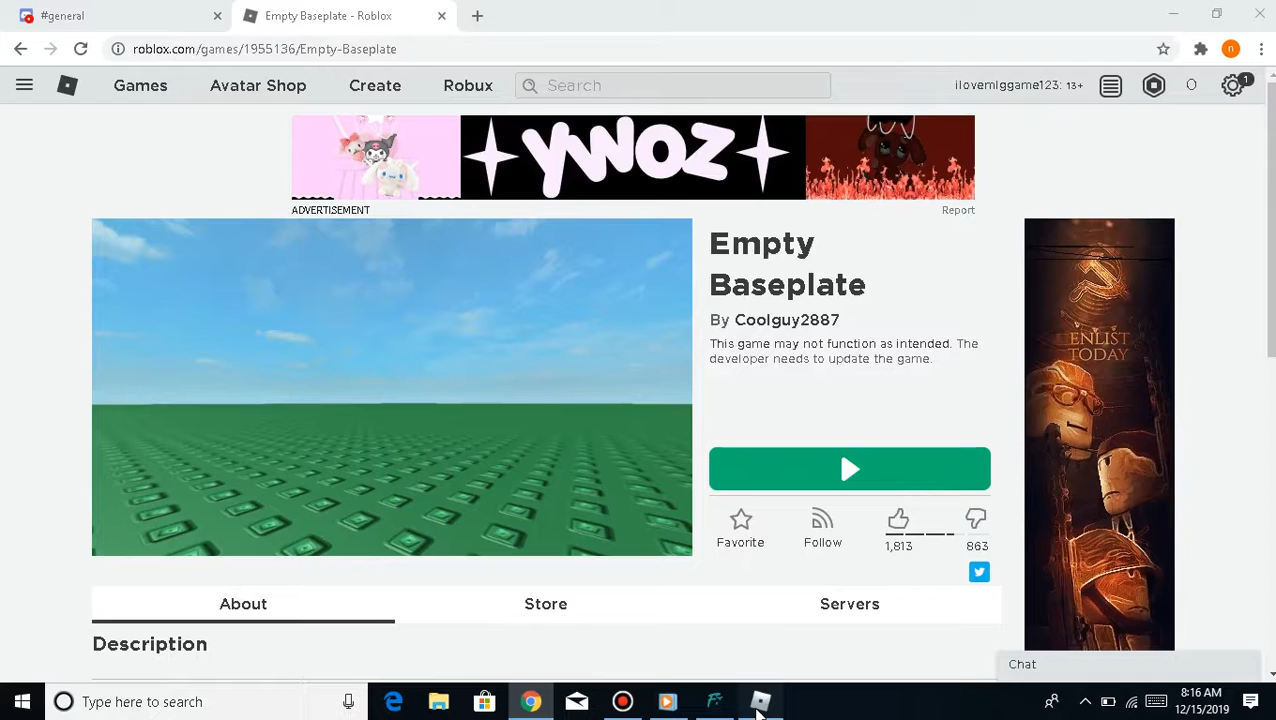 #general
Empty Baseplate - Roblox
roblox.com/games/1955136/Empty-Baseplate
n
Games
Avatar Shop
Create
Robux
Search
ilovemlggame123: 13+
0
1
ywoz
ADVERTISEMENT
Report
Empty
Baseplate
By Coolguy2887
This game may not function as intended. The
developer needs to update the game.
ENLIST
TODAY
Favorite
Follow
1,813
863
About
Store
Servers
Description
Chat
Type here to search
8:16 AM
12/15/2019